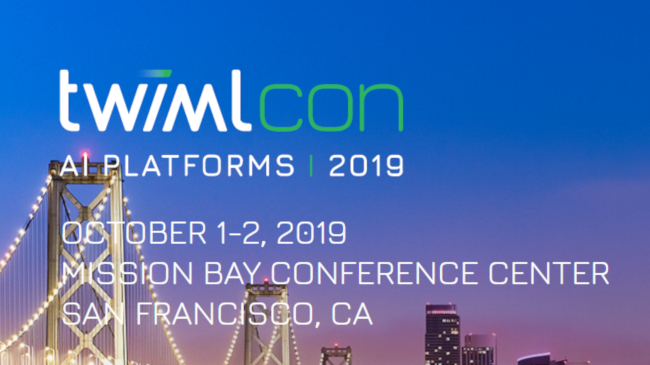 twimlcon
AI PLATFORMS | 2019
OCTOBER 1-2, 2019
MISSION BAY CONFERENCE CENTER
SAN FRANCISCO, CA